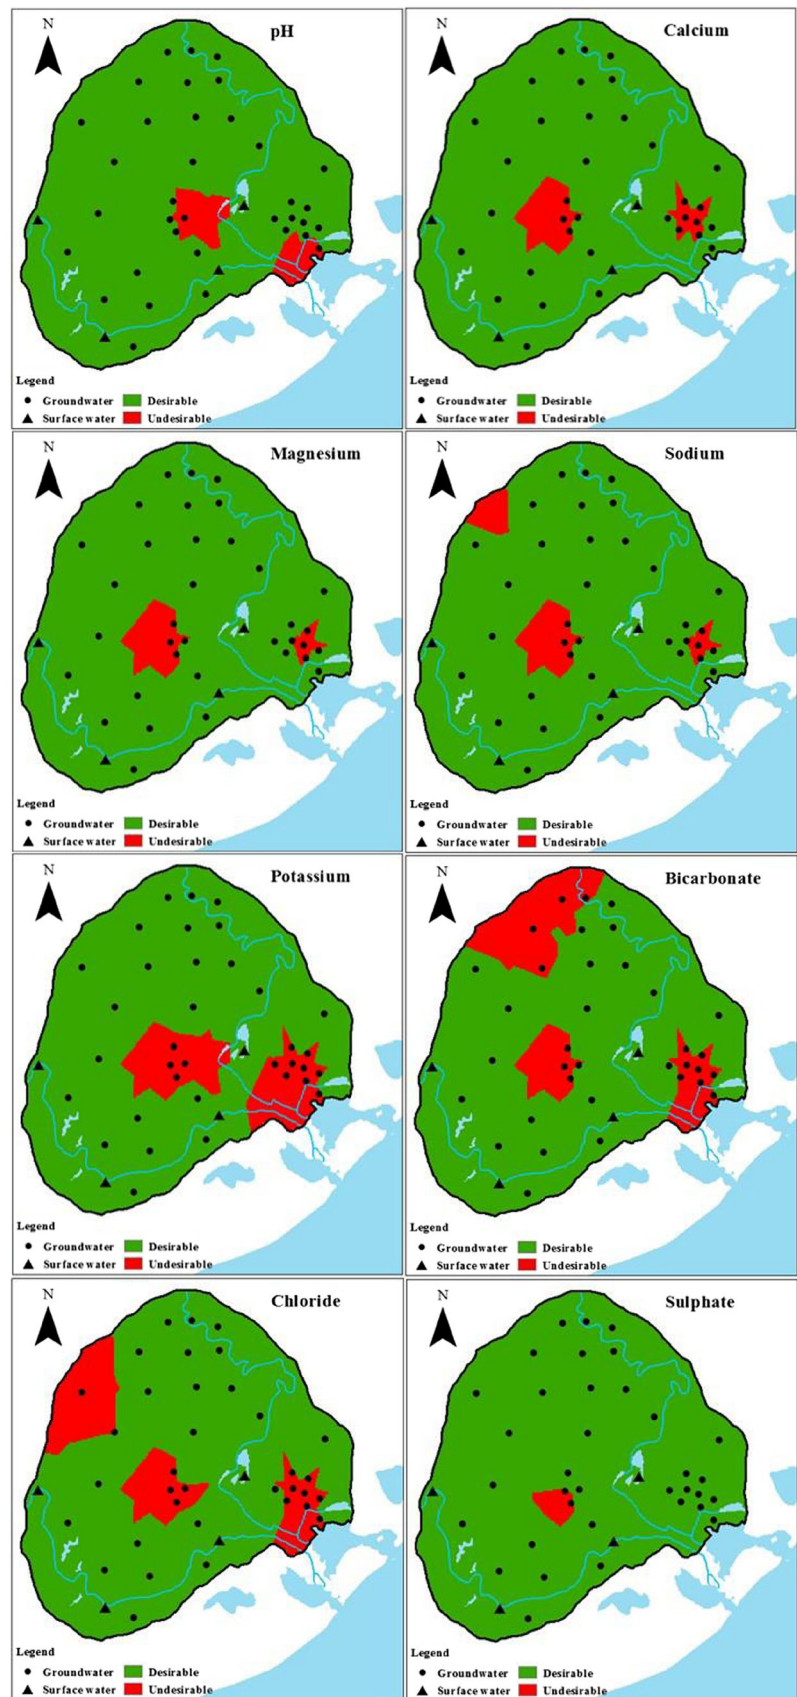 N
pH
Legend
Groundwater Desirable
Surface water Undesirable
N
Calcium
Legend
Groundwater Desirable
Surface water Undesirable
N
Magnesium
Legend
Groundwater Desirable
Surface water Undesirable
N
Sodium
Legend
Groundwater Desirable
Surface water Undesirable
N
Potassium
Legend
Groundwater Desirable
Surface water Undesirable
N
Bicarbonate
Legend
Groundwater Desirable
Surface water Undesirable
N
Chloride
Legend
Groundwater Desirable
Surface water Undesirable
N
Sulphate
Legend
Groundwater Desirable
Surface water Undesirable